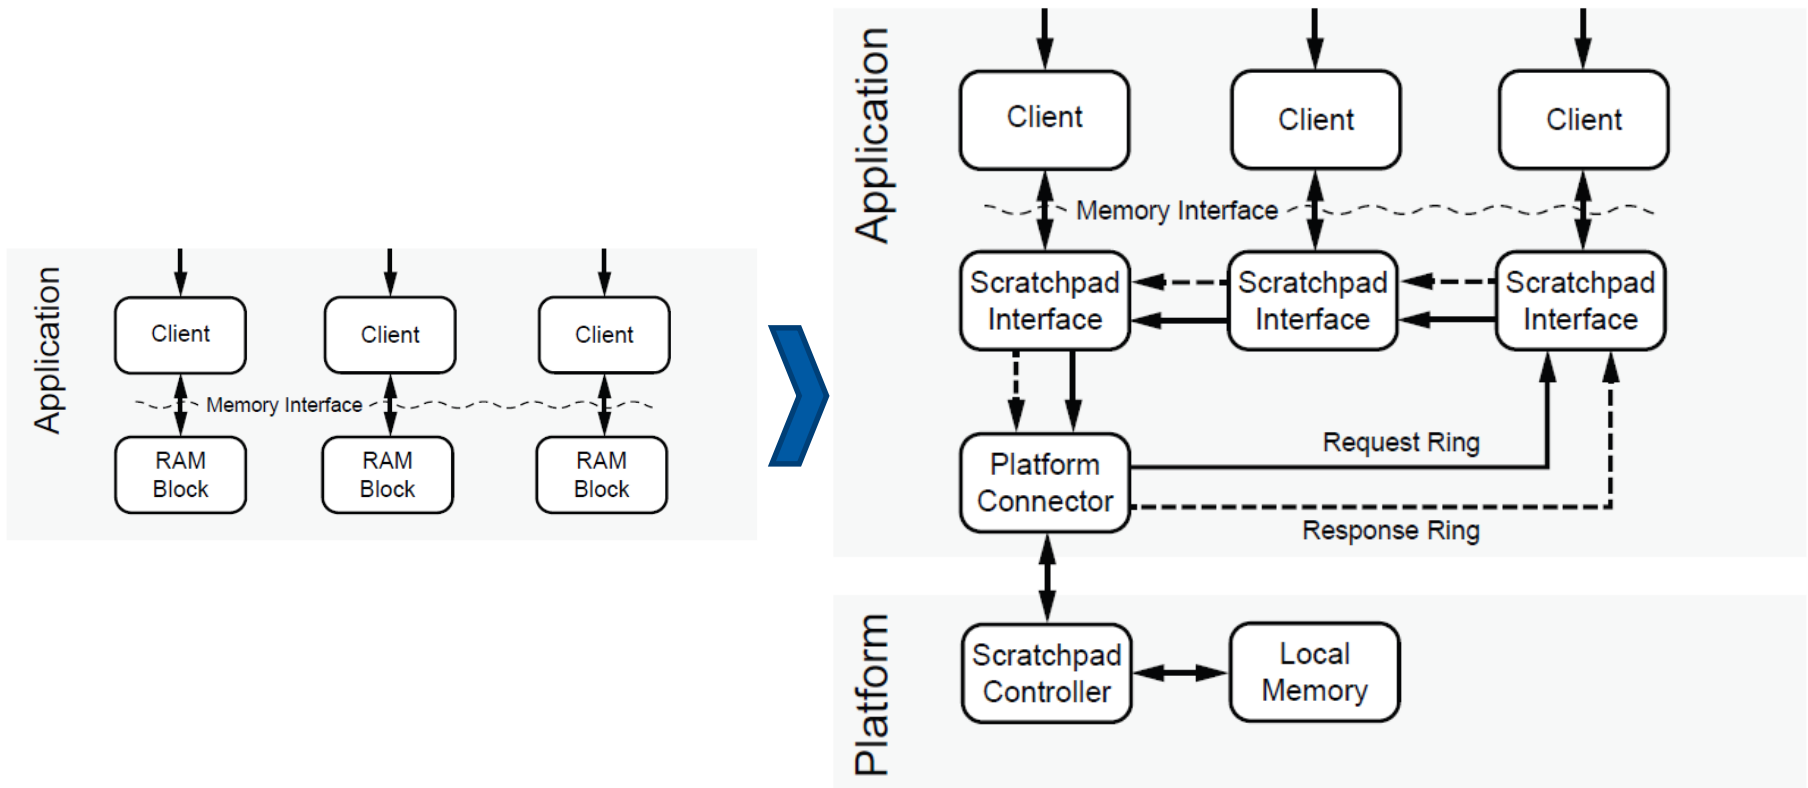 Application
Client
Client
Client
Memory Interface
RAM
Block
RAM
Block
RAM
Block
Application
Client
Client
Client
Memory Interface
Scratchpad
Interface
Scratchpad
Interface
Scratchpad
Interface
Platform
Connector
Request Ring
Response Ring
Platform
Scratchpad
Controller
Local
Memory